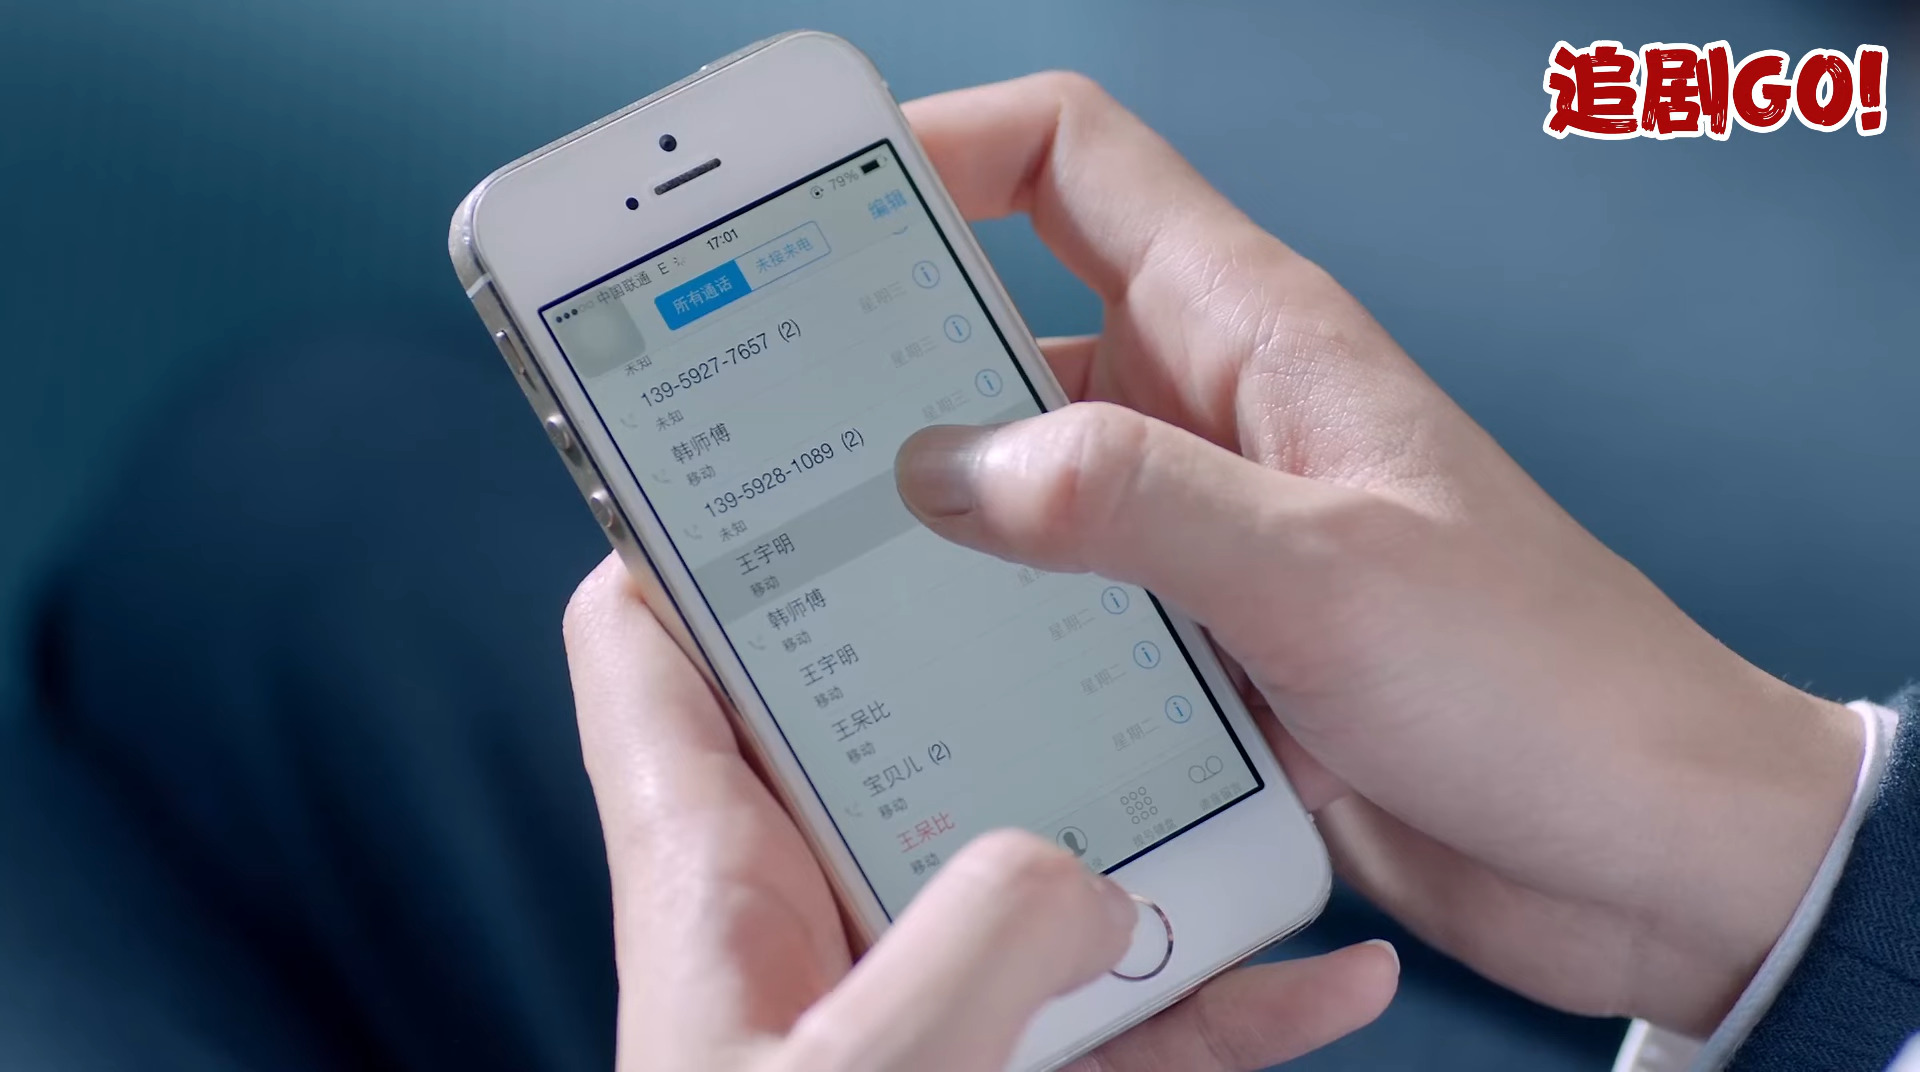 追剧GO!
中国联通 E
17:01
79%
所有通话
未接来电
编辑
未知
星期三
139-5927-7657 (2)
未知
星期三
韩师傅
移动
星期三
139-5928-1089 (2)
未知
王宇明
移动
韩师傅
移动
王宇明
移动
星期二
王呆比
移动
星期二
宝贝儿 (2)
移动
星期二
王呆比
移动
拨号键盘